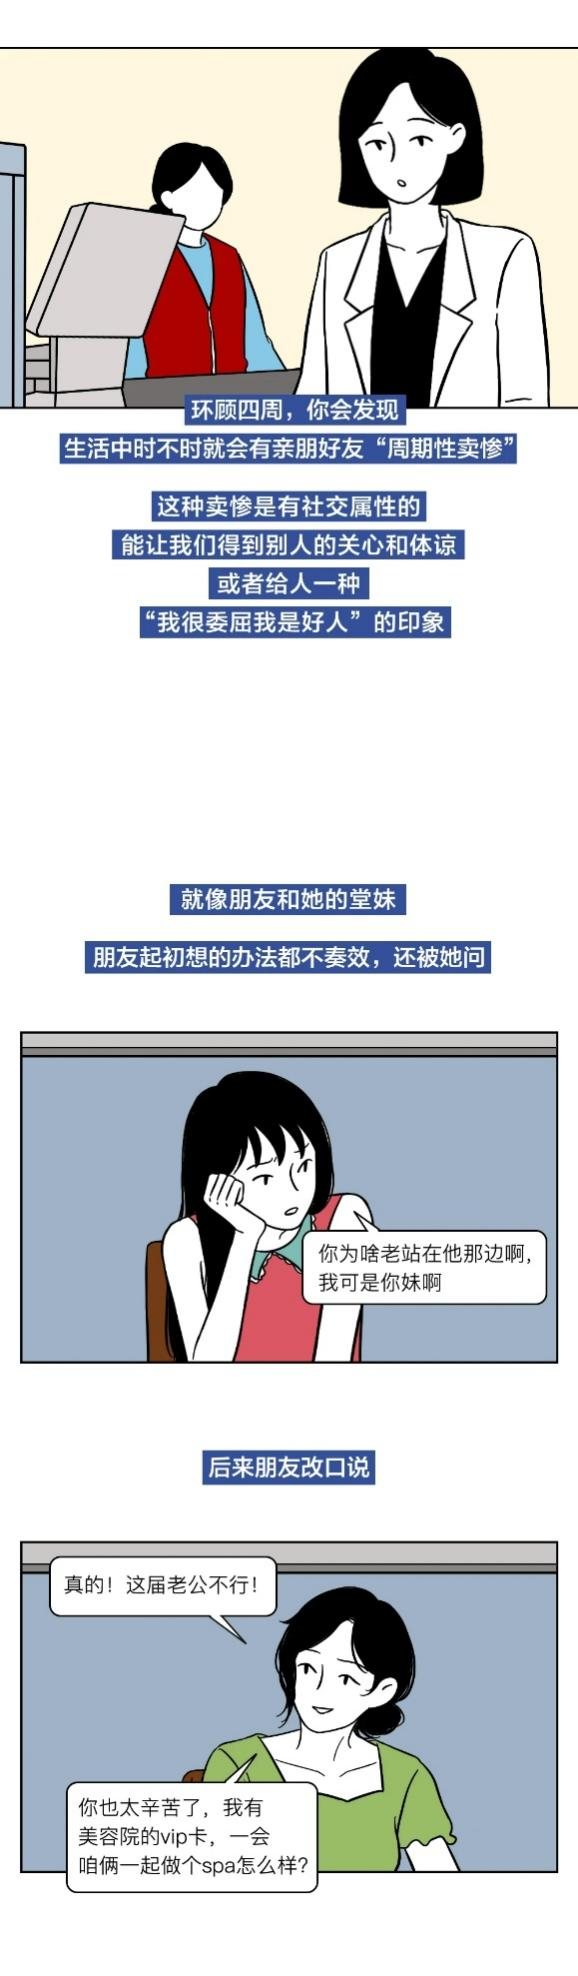 环顾四周，你会发现
生活中时不时就会有亲朋好友“周期性卖惨”
这种卖惨是有社交属性的
能让我们得到别人的关心和体谅
或者给人一种
“我很委屈我是好人”的印象
就像朋友和她的堂妹
朋友起初想的办法都不奏效，还被她问
你为啥老站在他那边啊，
我可是你妹啊
后来朋友改口说
真的！这届老公不行！
你也太辛苦了，我有
美容院的vip卡，一会
咱俩一起做个spa怎么样？